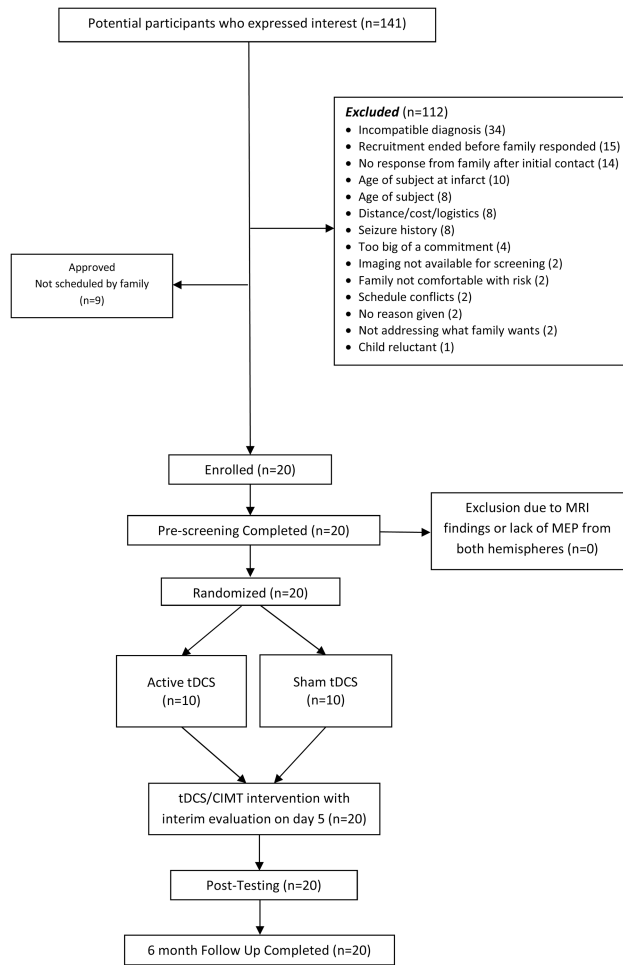 Potential participants who expressed interest (n=141)
Excluded (n=112)
• Incompatible diagnosis (34)
• Recruitment ended before family responded (15)
• No response from family after initial contact (14)
• Age of subject at infarct (10)
• Age of subject (8)
• Distance/cost/logistics (8)
• Seizure history (8)
• Too big of a commitment (4)
• Imaging not available for screening (2)
• Family not comfortable with risk (2)
• Schedule conflicts (2)
• No reason given (2)
• Not addressing what family wants (2)
• Child reluctant (1)
Approved
Not scheduled by family
(n=9)
Enrolled (n=20)
Pre-screening Completed (n=20)
Exclusion due to MRI
findings or lack of MEP from
both hemispheres (n=0)
Randomized (n=20)
Active tDCS
(n=10)
Sham tDCS
(n=10)
tDCS/CIMT intervention with
interim evaluation on day 5 (n=20)
Post-Testing (n=20)
6 month Follow Up Completed (n=20)